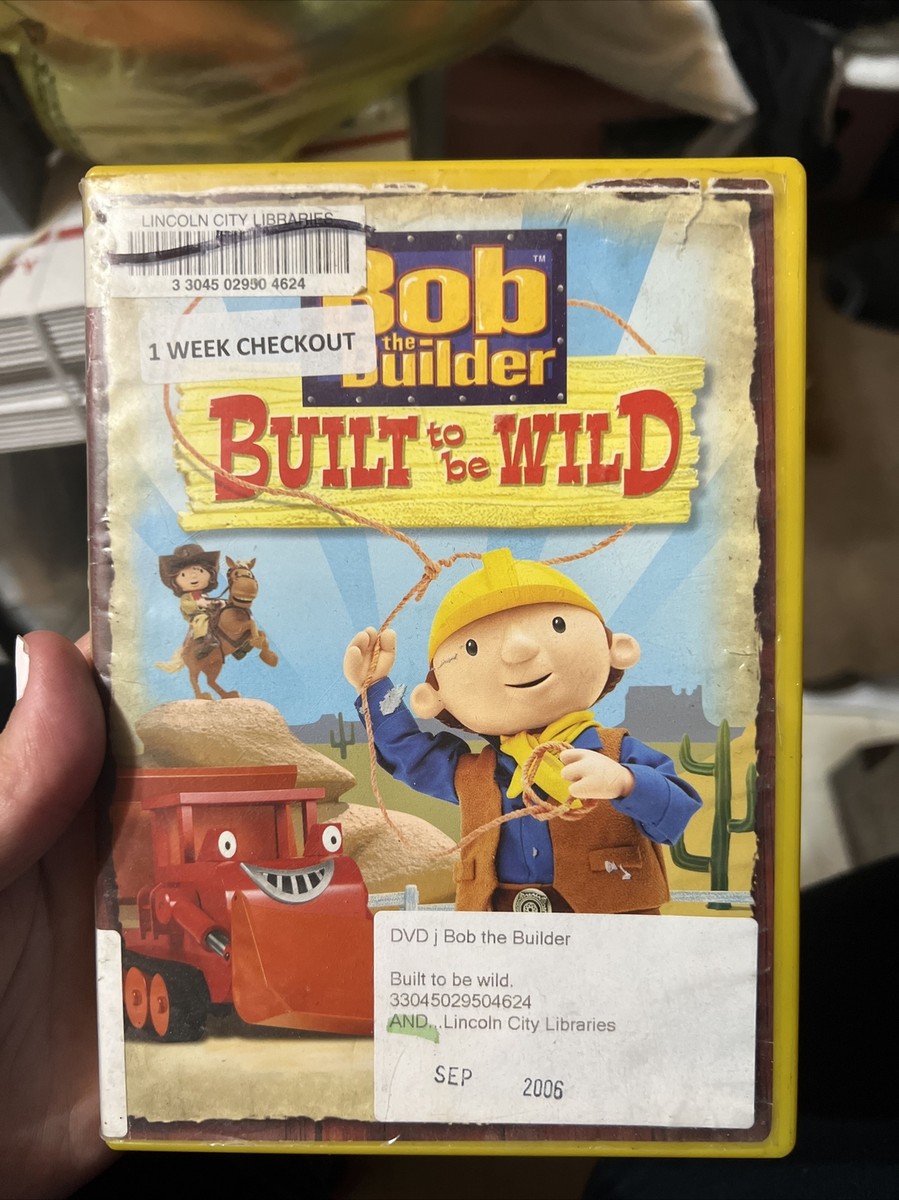 LINCOLN CITY LIBRARIES
3 3045 02950 4624
1 WEEK CHECKOUT
Bob
TM
the
Builder
BUILT to be WILD
DVD j Bob the Builder
Built to be wild.
33045029504624
AND...Lincoln City Libraries
SEP 2006